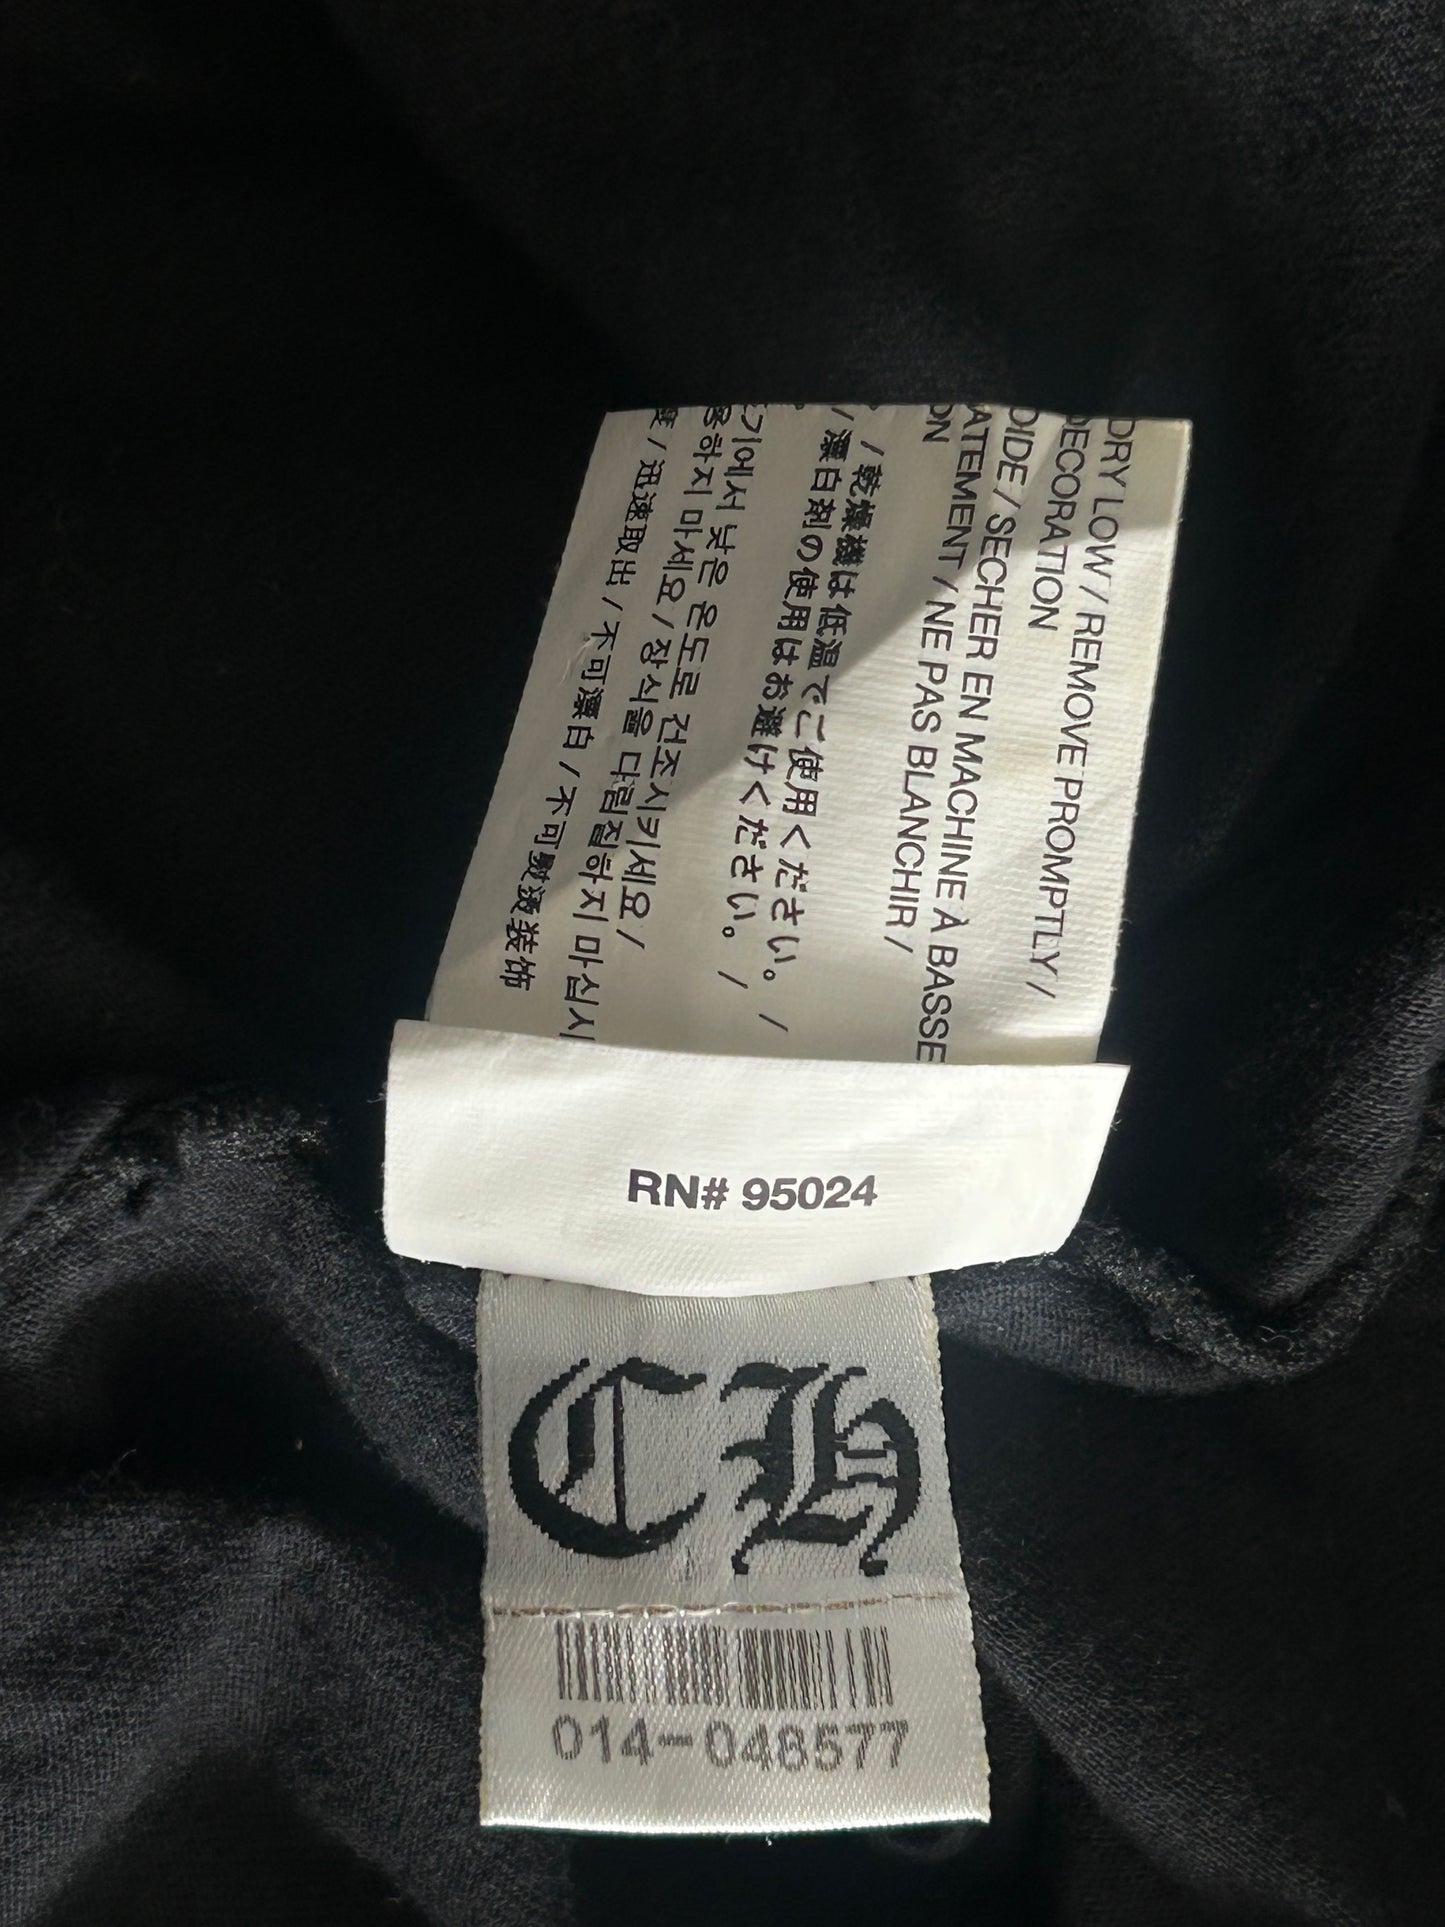 DRY LOW / REMOVE PROMPTLY /
DECORATION
OIDE / SECHER EN MACHINE À BASSE
ATEMENT / NE PAS BLANCHIR /
ON
/ 乾燥機は低温でご使用ください。 /
/ 漂白剤の使用はお避けください。 /
기에서 낮은 온도로 건조시키세요 /
용하지 마세요 / 장식을 다림질하지 마십시
/ 迅速取出 / 不可漂白 / 不可熨燙裝飾
RN# 95024
CH
014-048577